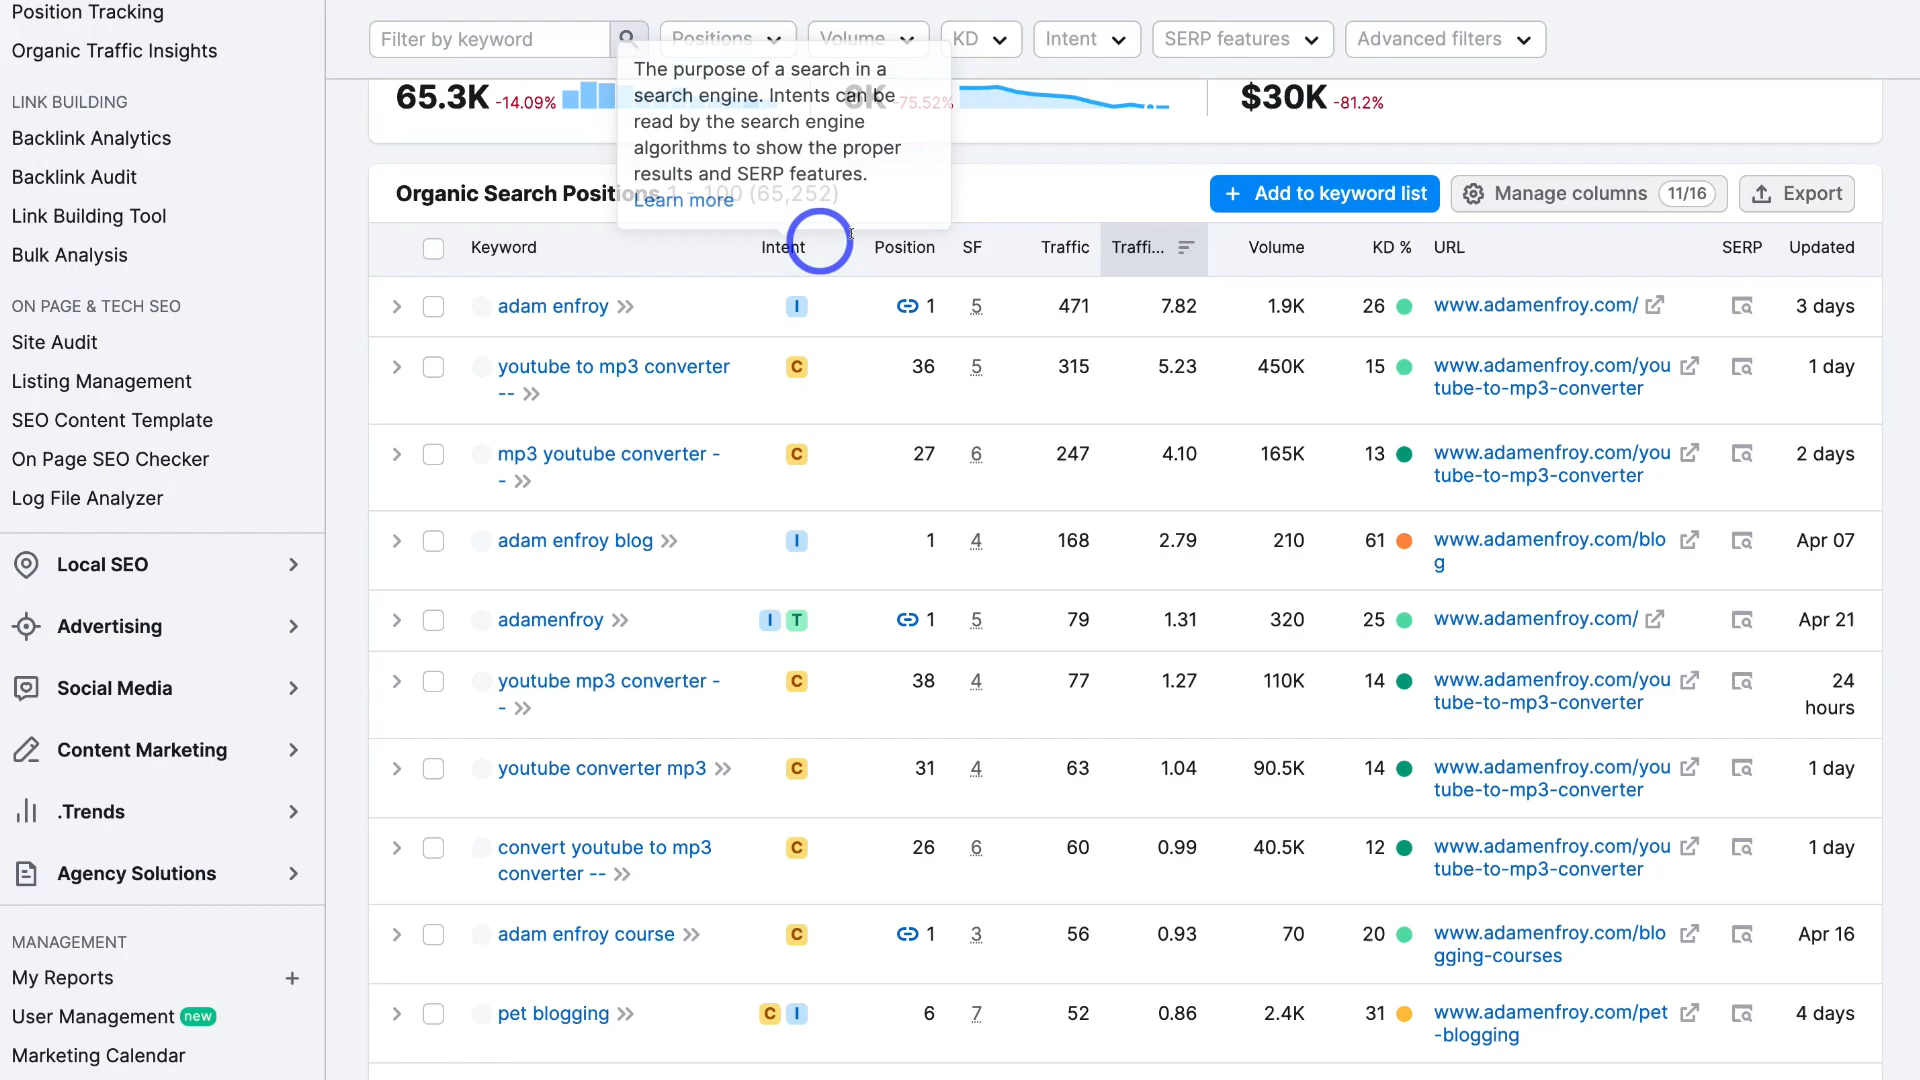 Position Tracking
Organic Traffic Insights
LINK BUILDING
Backlink Analytics
Backlink Audit
Link Building Tool
Bulk Analysis
ON PAGE & TECH SEO
Site Audit
Listing Management
SEO Content Template
On Page SEO Checker
Log File Analyzer
Local SEO
Advertising
Social Media
Content Marketing
.Trends
Agency Solutions
MANAGEMENT
My Reports +
User Management new
Marketing Calendar
Filter by keyword Positions Volume KD Intent SERP features Advanced filters
65.3K -14.09% -75.52% $30K -81.2%
The purpose of a search in a
search engine. Intents can be
read by the search engine
algorithms to show the proper
results and SERP features.
Learn more
Organic Search Positions 1 - 100 (65,252) + Add to keyword list Manage columns 11/16 Export
Keyword Intent Position SF Traffic Traffi... Volume KD % URL SERP Updated
adam enfroy I 1 5 471 7.82 1.9K 26 www.adamenfroy.com/ 3 days
youtube to mp3 converter C 36 5 315 5.23 450K 15 www.adamenfroy.com/you 1 day
-- tube-to-mp3-converter
mp3 youtube converter - C 27 6 247 4.10 165K 13 www.adamenfroy.com/you 2 days
- tube-to-mp3-converter
adam enfroy blog I 1 4 168 2.79 210 61 www.adamenfroy.com/blo Apr 07
g
adamenfroy I T 1 5 79 1.31 320 25 www.adamenfroy.com/ Apr 21
youtube mp3 converter - C 38 4 77 1.27 110K 14 www.adamenfroy.com/you 24
- tube-to-mp3-converter hours
youtube converter mp3 C 31 4 63 1.04 90.5K 14 www.adamenfroy.com/you 1 day
tube-to-mp3-converter
convert youtube to mp3 C 26 6 60 0.99 40.5K 12 www.adamenfroy.com/you 1 day
converter -- tube-to-mp3-converter
adam enfroy course C 1 3 56 0.93 70 20 www.adamenfroy.com/blo Apr 16
gging-courses
pet blogging C I 6 7 52 0.86 2.4K 31 www.adamenfroy.com/pet 4 days
-blogging